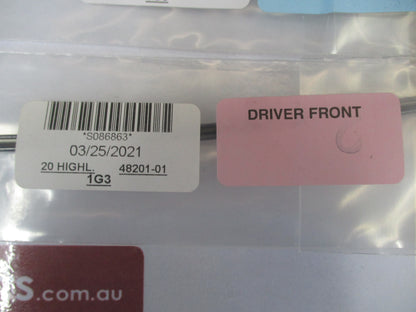 *S086863*
03/25/2021
20 HIGHL. 48201-01
1G3
DRIVER FRONT
s.com.au